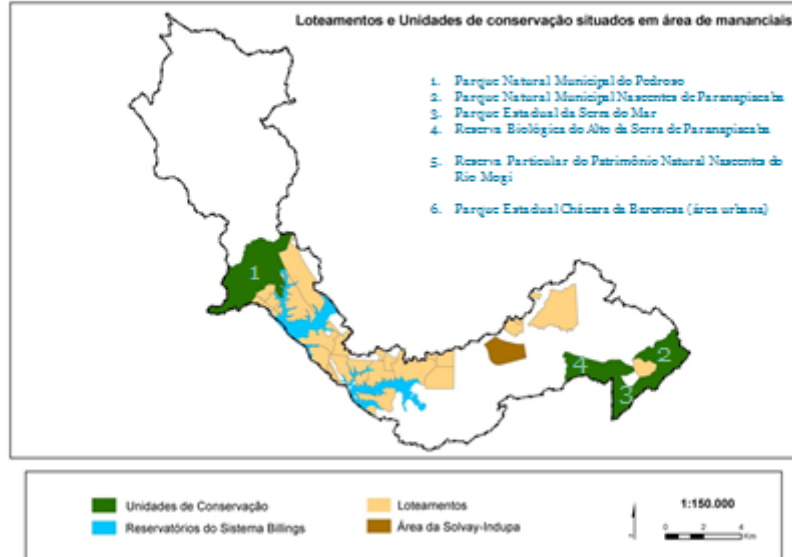 Loteamentos e Unidades de conservação situados em área de mananciais
1. Parque Natural Municipal do Pedroso
2. Parque Natural Municipal Nascentes de Paranapiacaba
3. Parque Estadual da Serra do Mar
4. Reserva Biológica do Alto da Serra de Paranapiacaba
5. Reserva Particular do Patrimônio Natural Nascentes do
Rio Mogi
6. Parque Estadual Chácara da Baronesa (área urbana)
1
2
4
3
Unidades de Conservação
Reservatórios do Sistema Billings
Loteamentos
Área da Solvay-Indupa
1:150.000
0 2 4
Km